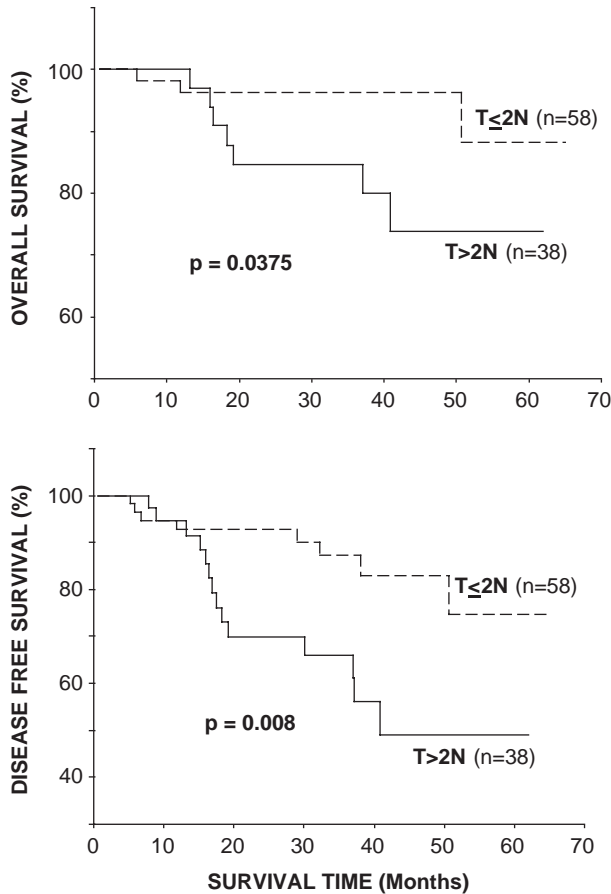 OVERALL SURVIVAL (%)
100
80
60
T≤2N (n=58)
T>2N (n=38)
p = 0.0375
0 10 20 30 40 50 60 70
DISEASE FREE SURVIVAL (%)
100
80
60
40
T≤2N (n=58)
p = 0.008
T>2N (n=38)
0 10 20 30 40 50 60 70
SURVIVAL TIME (Months)